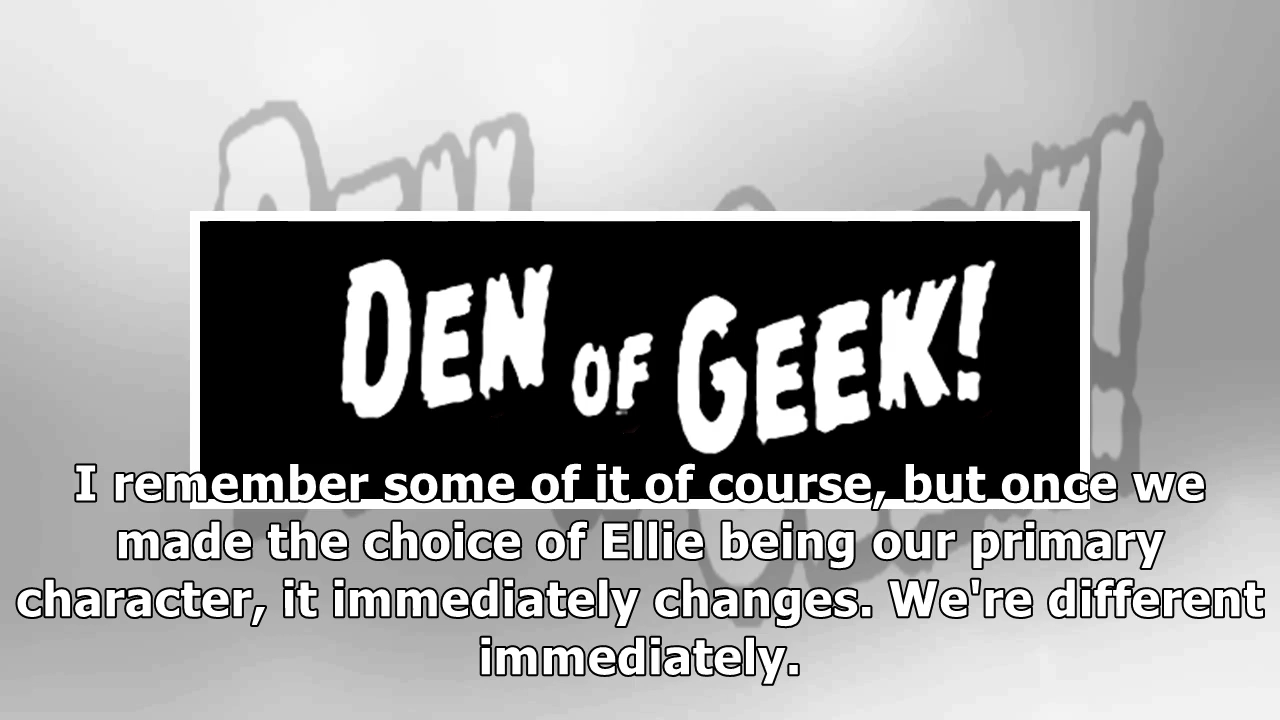 DEN OF GEEK!
I remember some of it of course, but once we
made the choice of Ellie being our primary
character, it immediately changes. We're different
immediately.